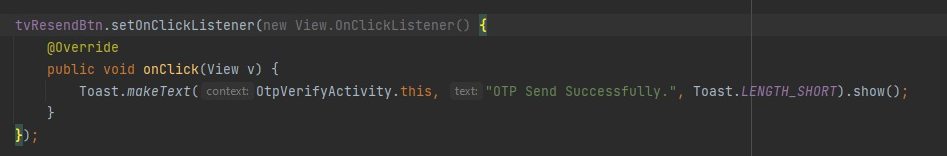 tvResendBtn.setOnClickListener(new View.OnClickListener() {
@Override
public void onClick(View v) {
Toast.makeText( context: OtpVerifyActivity.this, text: "OTP Send Successfully.", Toast.LENGTH_SHORT).show();
}
});